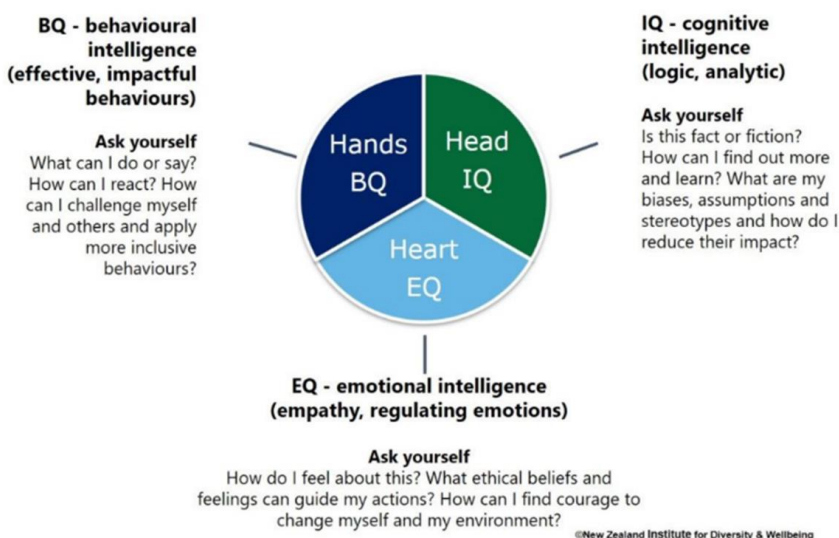 BQ - behavioural
intelligence
(effective, impactful
behaviours)
Ask yourself
What can I do or say?
How can I react? How
can I challenge myself
and others and apply
more inclusive
behaviours?
Hands
BQ
Head
IQ
Heart
EQ
IQ - cognitive
intelligence
(logic, analytic)
Ask yourself
Is this fact or fiction?
How can I find out more
and learn? What are my
biases, assumptions and
stereotypes and how do I
reduce their impact?
EQ - emotional intelligence
(empathy, regulating emotions)
Ask yourself
How do I feel about this? What ethical beliefs and
feelings can guide my actions? How can I find courage to
change myself and my environment?
©New Zealand Institute for Diversity & Wellbeing